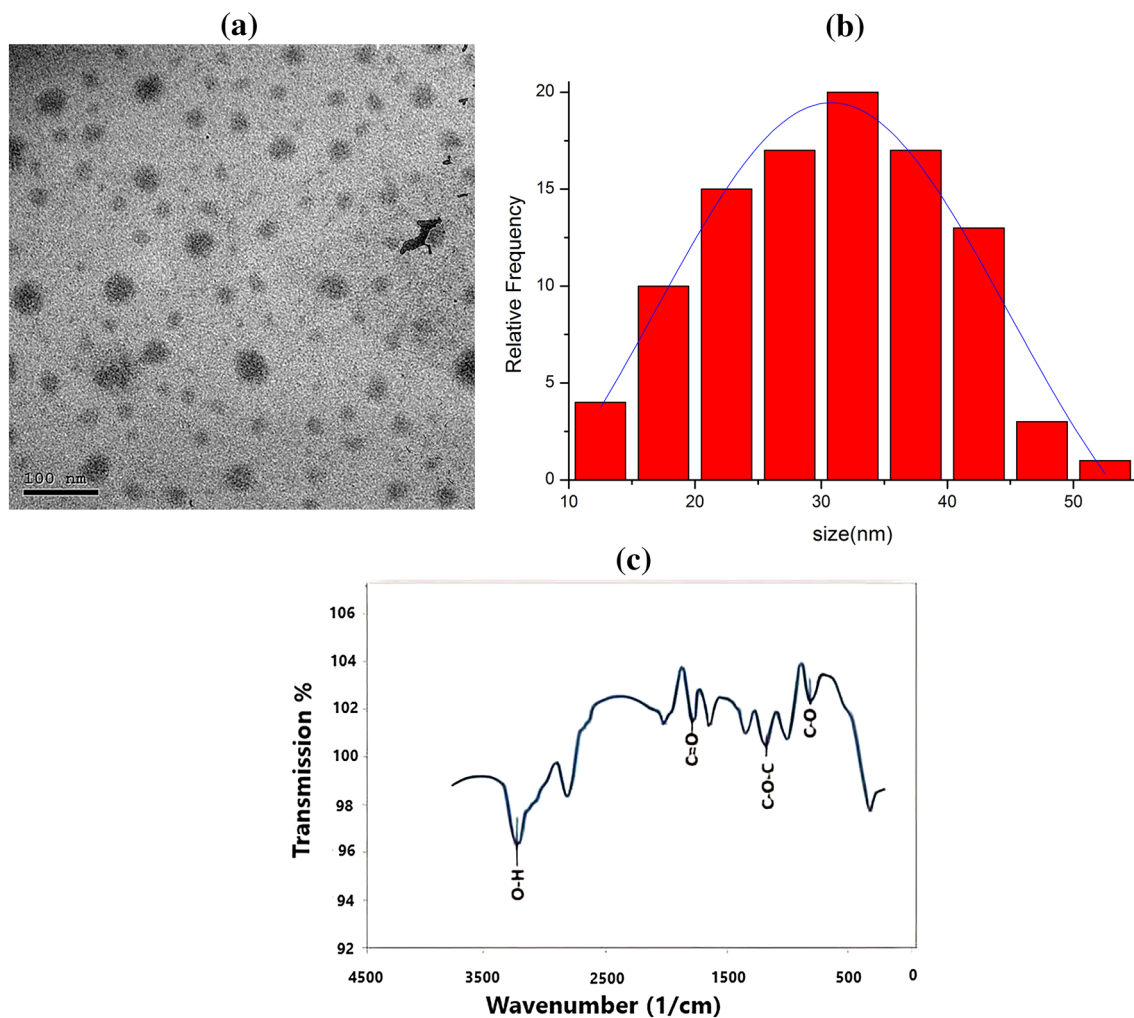 (a)
100 nm
(b)
20
15
10
5
0
Relative Frequency
10 20 30 40 50
size(nm)
(c)
106
104
102
100
98
96
94
92
Transmission %
O-H
C=O
C-O-C
C-O
4500 3500 2500 1500 500 0
Wavenumber (1/cm)